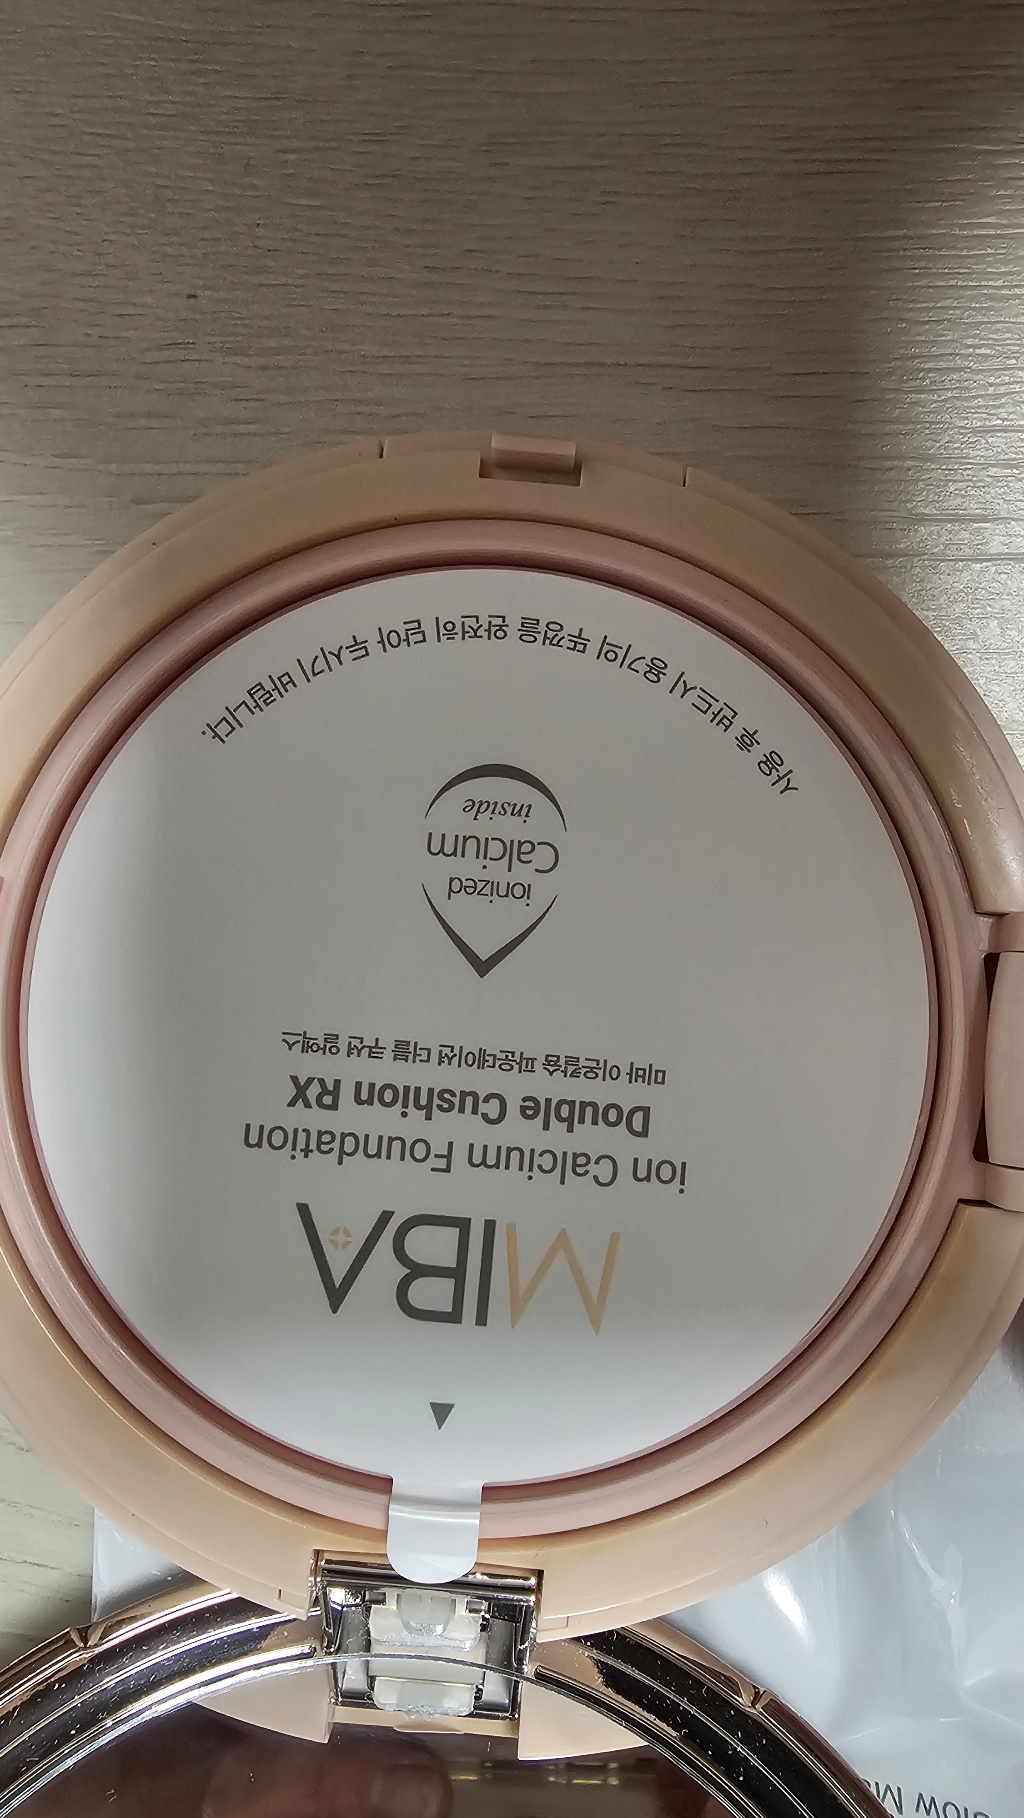 MIBA
ion Calcium Foundation
Double Cushion RX
미바 이온칼슘 파운데이션 더블 쿠션 알엑스
ionized
Calcium
inside
사용 후 반드시 용기의 뚜껑을 완전히 닫아 두시기 바랍니다.